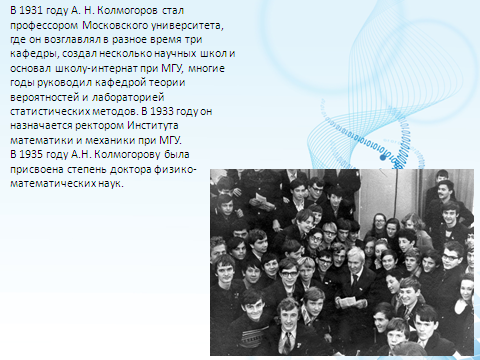 В 1931 году А. Н. Колмогоров стал
профессором Московского университета,
где он возглавлял в разное время три
кафедры, создал несколько научных школ и
основал школу-интернат при МГУ, многие
годы руководил кафедрой теории
вероятностей и лабораторией
статистических методов. В 1933 году он
назначается ректором Института
математики и механики при МГУ.
В 1935 году А.Н. Колмогорову была
присвоена степень доктора физико-
математических наук.